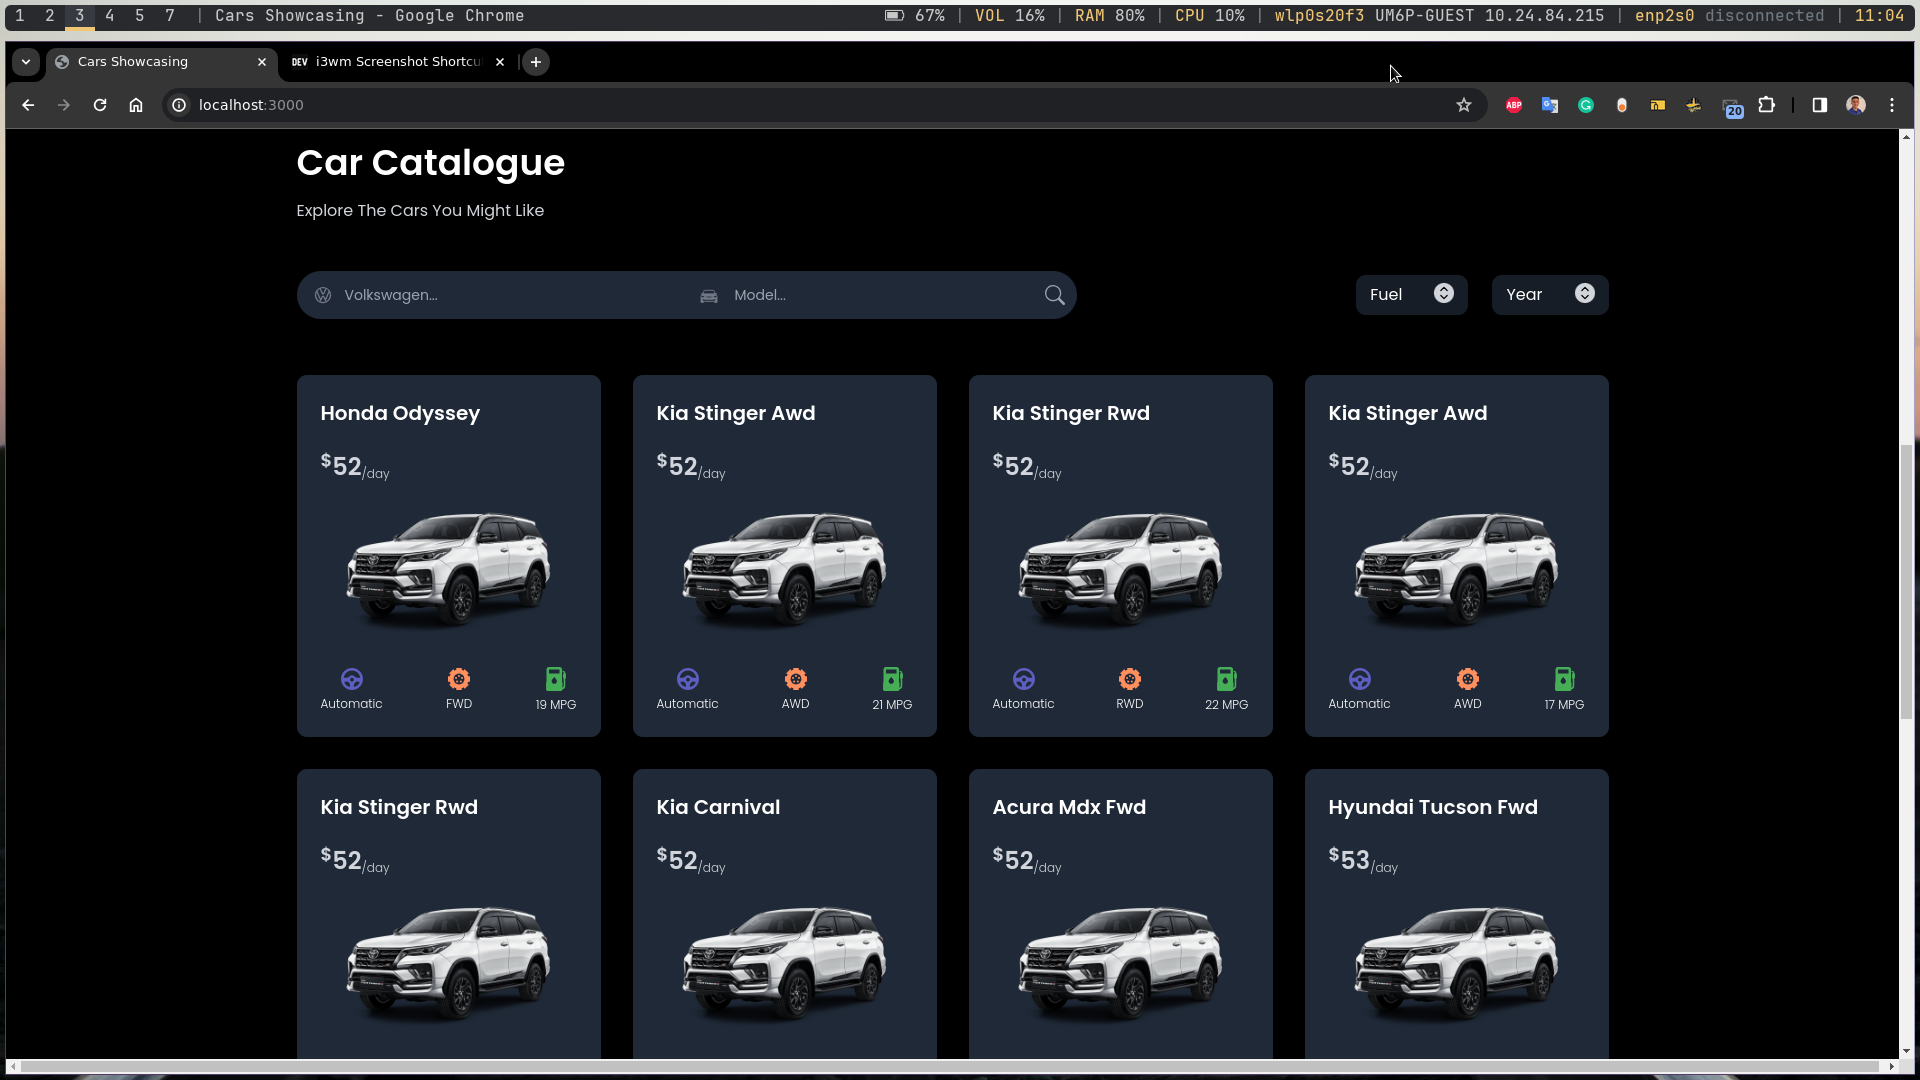 1 2 3 4 5 7 | Cars Showcasing - Google Chrome 67% | VOL 16% | RAM 80% | CPU 10% | wlp0s20f3 UM6P-GUEST 10.24.84.215 | enp2s0 disconnected | 11:04
Cars Showcasing DEV i3wm Screenshot Shortcu
localhost:3000 ABP 20
Car Catalogue
Explore The Cars You Might Like
Volkswagen... Model... Fuel Year
Honda Odyssey Kia Stinger Awd Kia Stinger Rwd Kia Stinger Awd
$52/day $52/day $52/day $52/day
Automatic FWD 19 MPG Automatic AWD 21 MPG Automatic RWD 22 MPG Automatic AWD 17 MPG
Kia Stinger Rwd Kia Carnival Acura Mdx Fwd Hyundai Tucson Fwd
$52/day $52/day $52/day $53/day